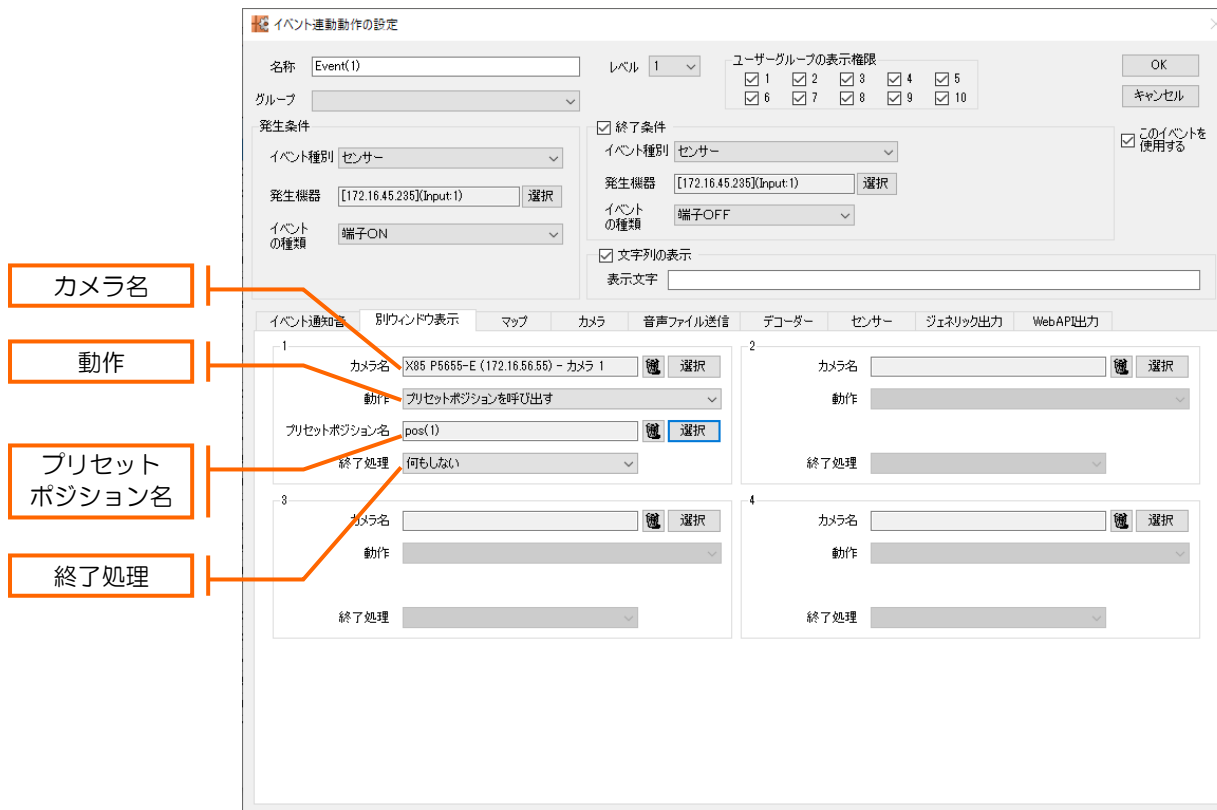 イベント連動動作の設定
名称 Event(1)
レベル 1
ユーザーグループの表示権限
1 2 3 4 5
6 7 8 9 10
OK
キャンセル
グループ
発生条件
イベント種別 センサー
発生機器 [172.16.45.235](Input:1) 選択
イベントの種類 端子ON
終了条件
イベント種別 センサー
発生機器 [172.16.45.235](Input:1) 選択
イベントの種類 端子OFF
このイベントを
使用する
文字列の表示
表示文字
イベント通知音 別ウィンドウ表示 マップ カメラ 音声ファイル送信 デコーダー センサー ジェネリック出力 WebAPI出力
1
カメラ名 X85 P5655-E (172.16.56.55) - カメラ 1 選択
動作 プリセットポジションを呼び出す
プリセットポジション名 pos(1) 選択
終了処理 何もしない
2
カメラ名 選択
動作
終了処理
3
カメラ名 選択
動作
終了処理
4
カメラ名 選択
動作
終了処理
カメラ名
動作
プリセット
ポジション名
終了処理